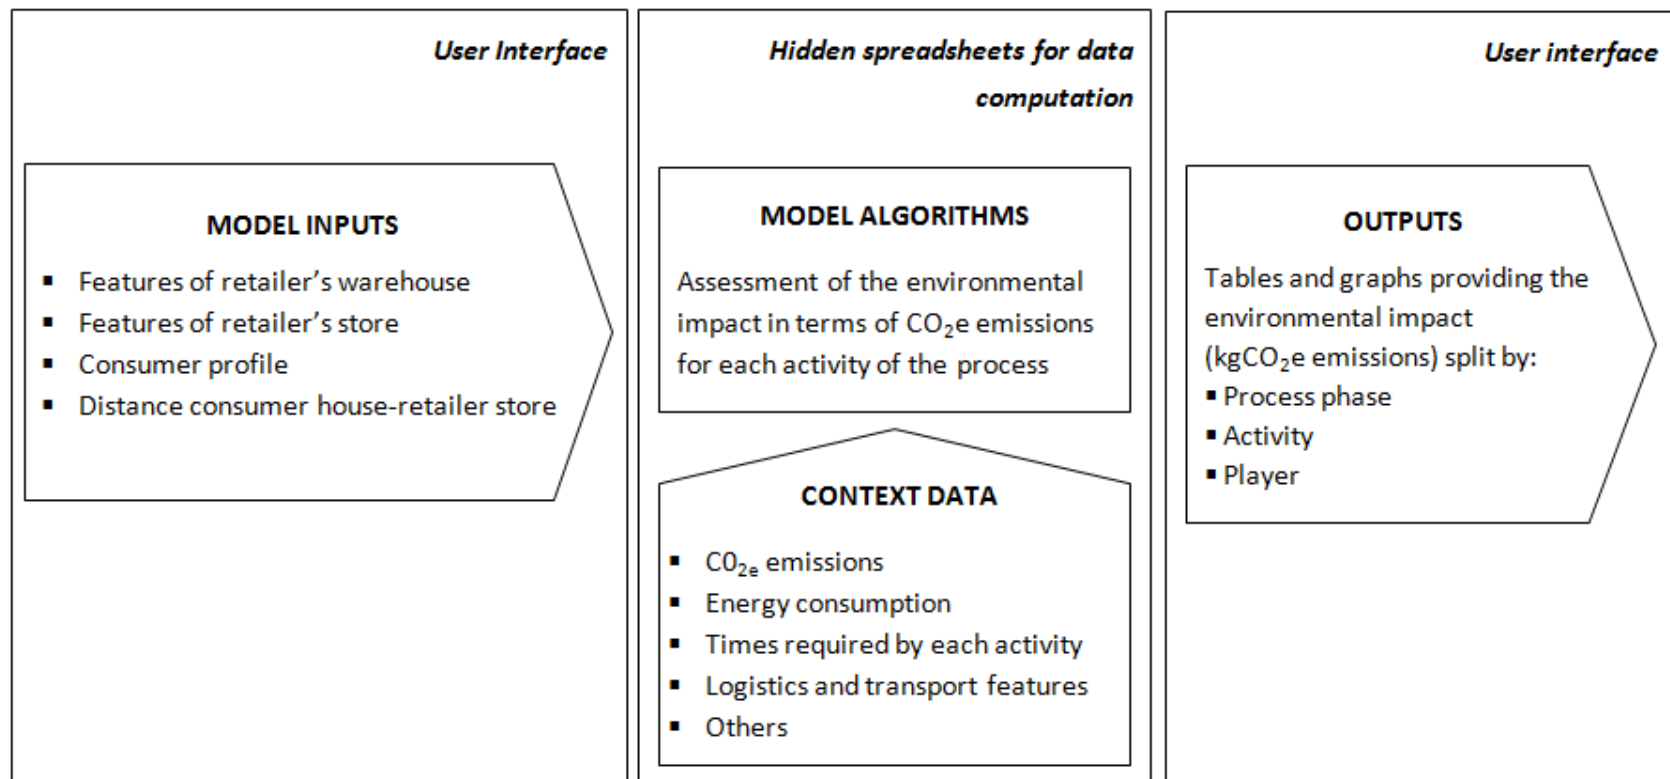 User Interface
MODEL INPUTS
▪ Features of retailer's warehouse
▪ Features of retailer's store
▪ Consumer profile
▪ Distance consumer house-retailer store
Hidden spreadsheets for data
computation
MODEL ALGORITHMS
Assessment of the environmental
impact in terms of CO₂e emissions
for each activity of the process
CONTEXT DATA
▪ C0₂ₑ emissions
▪ Energy consumption
▪ Times required by each activity
▪ Logistics and transport features
▪ Others
User interface
OUTPUTS
Tables and graphs providing the
environmental impact
(kgCO₂e emissions) split by:
▪ Process phase
▪ Activity
▪ Player